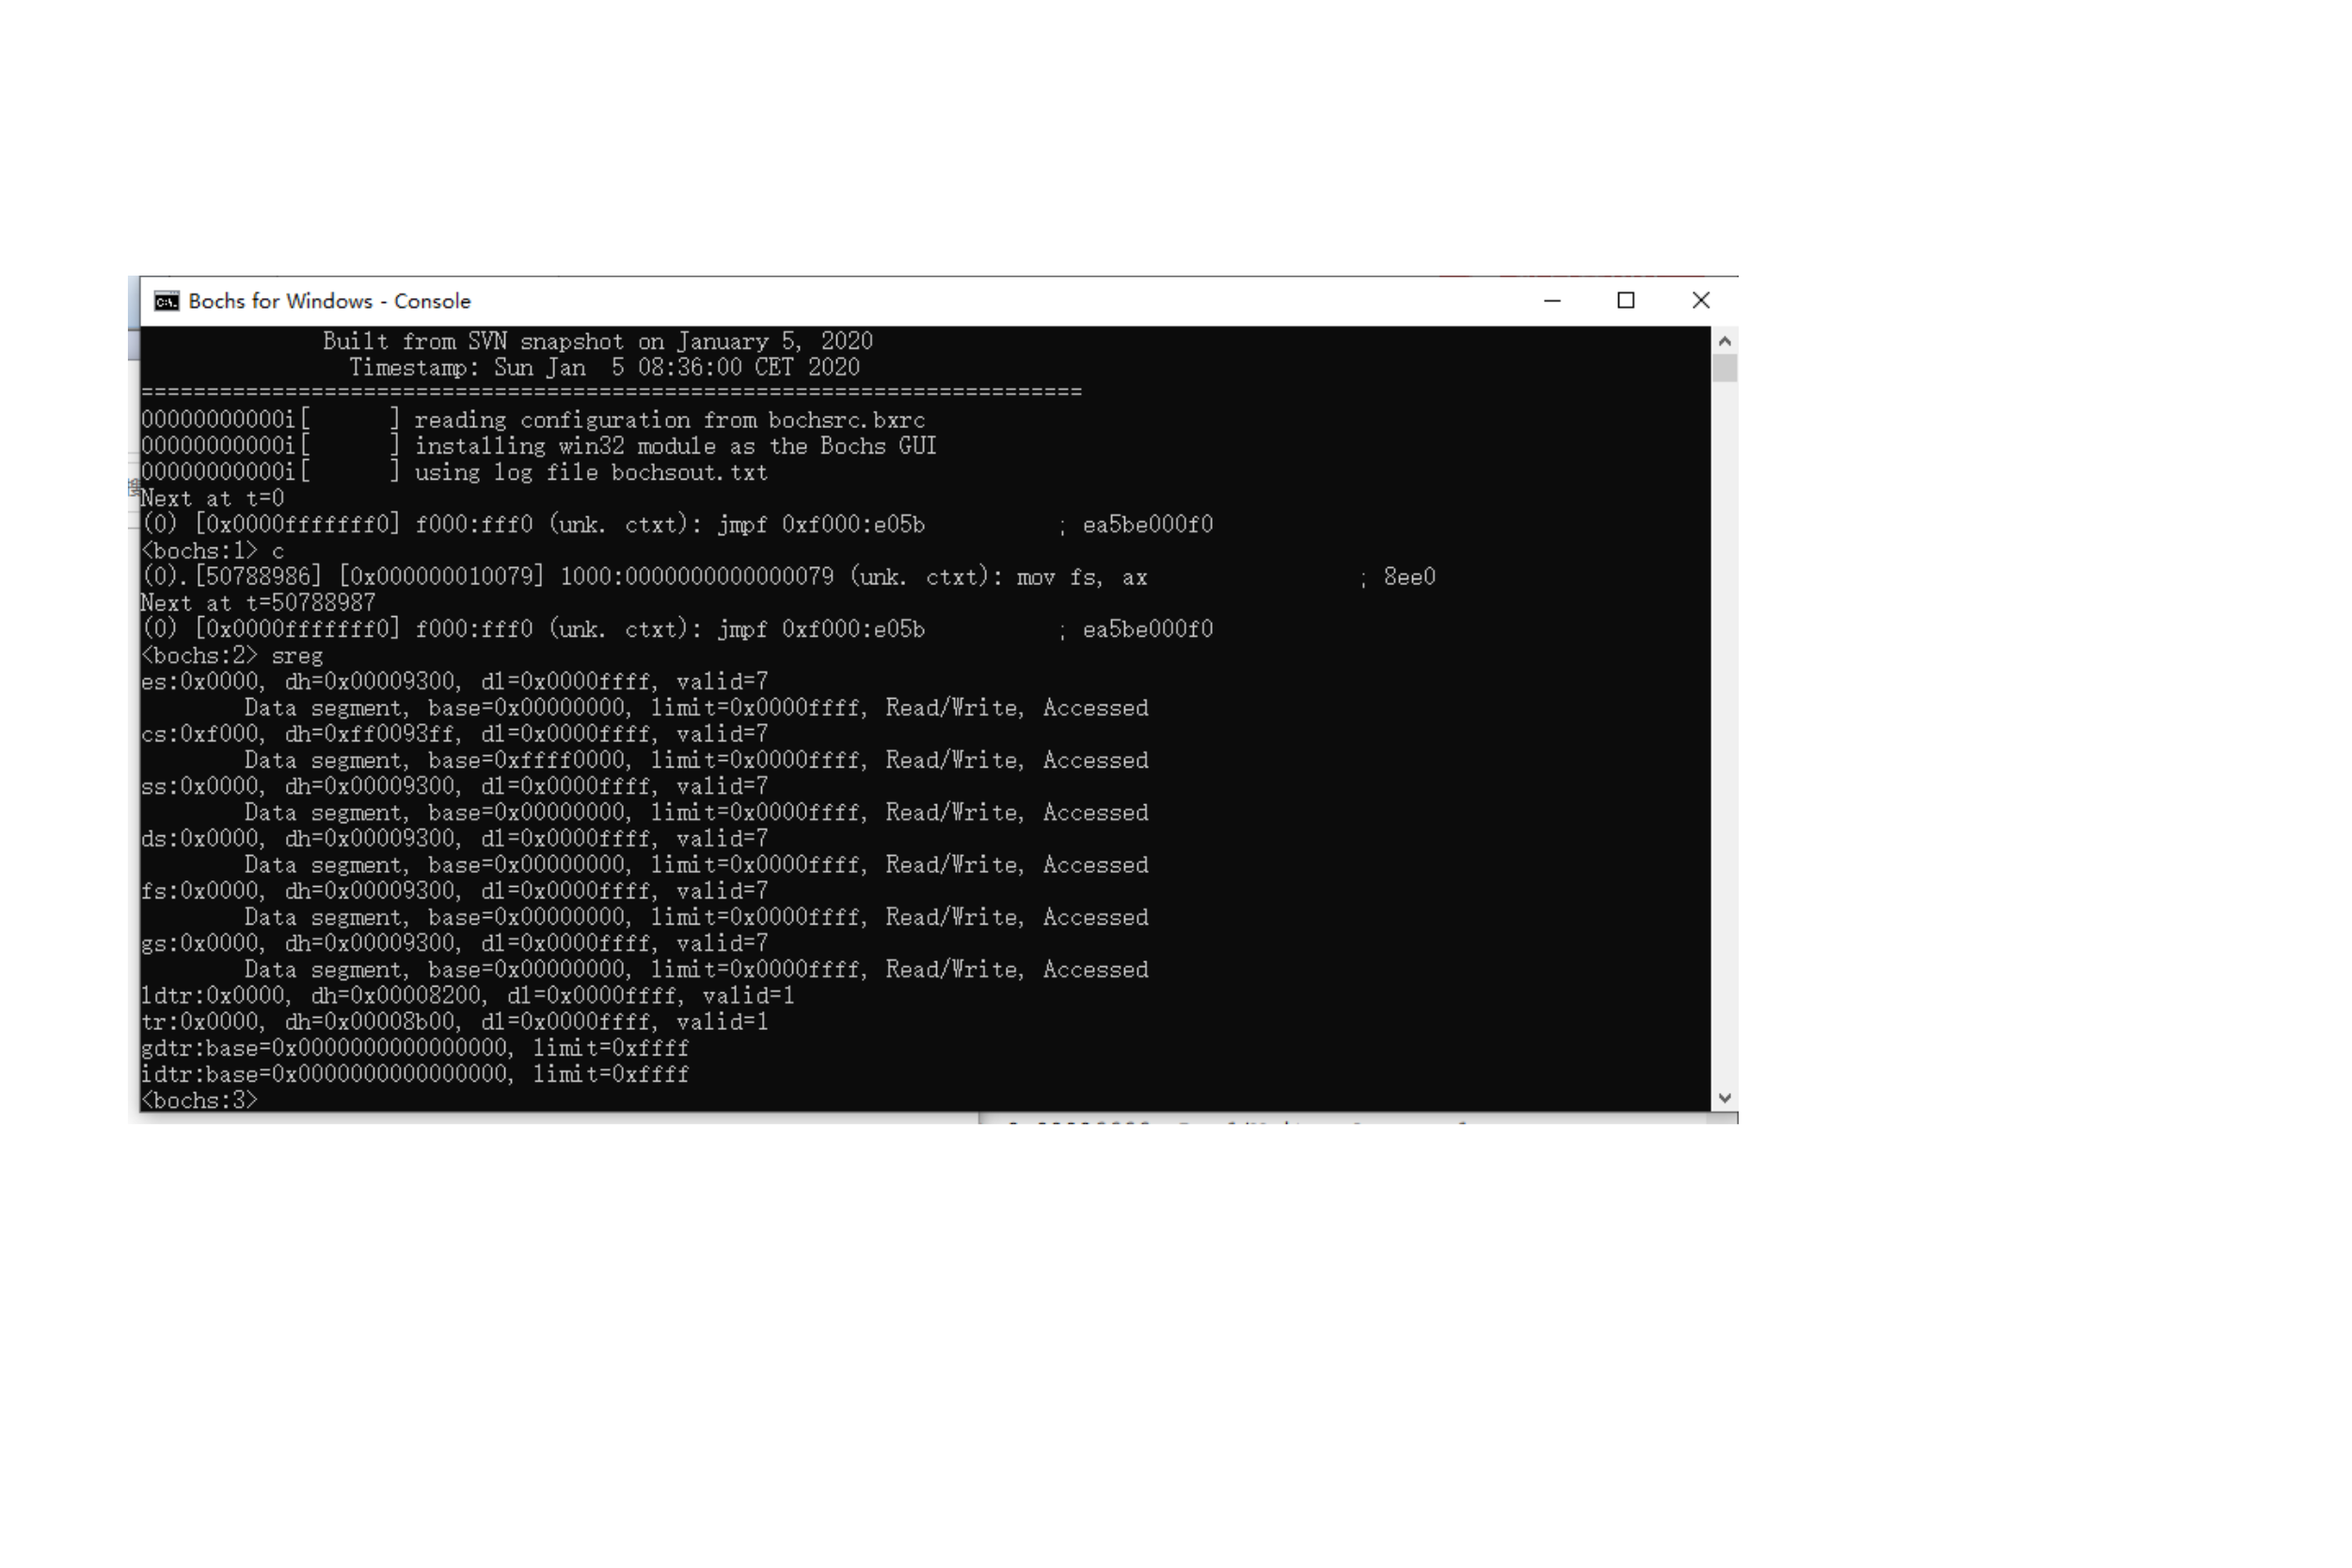 Bochs for Windows - Console
Built from SVN snapshot on January 5, 2020
Timestamp: Sun Jan  5 08:36:00 CET 2020
========================================================================
00000000000i[      ] reading configuration from bochsrc.bxrc
00000000000i[      ] installing win32 module as the Bochs GUI
00000000000i[      ] using log file bochsout.txt
Next at t=0
(0) [0x0000fffffff0] f000:fff0 (unk. ctxt): jmpf 0xf000:e05b          ; ea5be000f0
<bochs:1> c
(0).[50788986] [0x000000010079] 1000:0000000000000079 (unk. ctxt): mov fs, ax                ; 8ee0
Next at t=50788987
(0) [0x0000fffffff0] f000:fff0 (unk. ctxt): jmpf 0xf000:e05b          ; ea5be000f0
<bochs:2> sreg
es:0x0000, dh=0x00009300, dl=0x0000ffff, valid=7
Data segment, base=0x00000000, limit=0x0000ffff, Read/Write, Accessed
cs:0xf000, dh=0xff0093ff, dl=0x0000ffff, valid=7
Data segment, base=0xffff0000, limit=0x0000ffff, Read/Write, Accessed
ss:0x0000, dh=0x00009300, dl=0x0000ffff, valid=7
Data segment, base=0x00000000, limit=0x0000ffff, Read/Write, Accessed
ds:0x0000, dh=0x00009300, dl=0x0000ffff, valid=7
Data segment, base=0x00000000, limit=0x0000ffff, Read/Write, Accessed
fs:0x0000, dh=0x00009300, dl=0x0000ffff, valid=7
Data segment, base=0x00000000, limit=0x0000ffff, Read/Write, Accessed
gs:0x0000, dh=0x00009300, dl=0x0000ffff, valid=7
Data segment, base=0x00000000, limit=0x0000ffff, Read/Write, Accessed
ldtr:0x0000, dh=0x00008200, dl=0x0000ffff, valid=1
tr:0x0000, dh=0x00008b00, dl=0x0000ffff, valid=1
gdtr:base=0x0000000000000000, limit=0xffff
idtr:base=0x0000000000000000, limit=0xffff
<bochs:3>